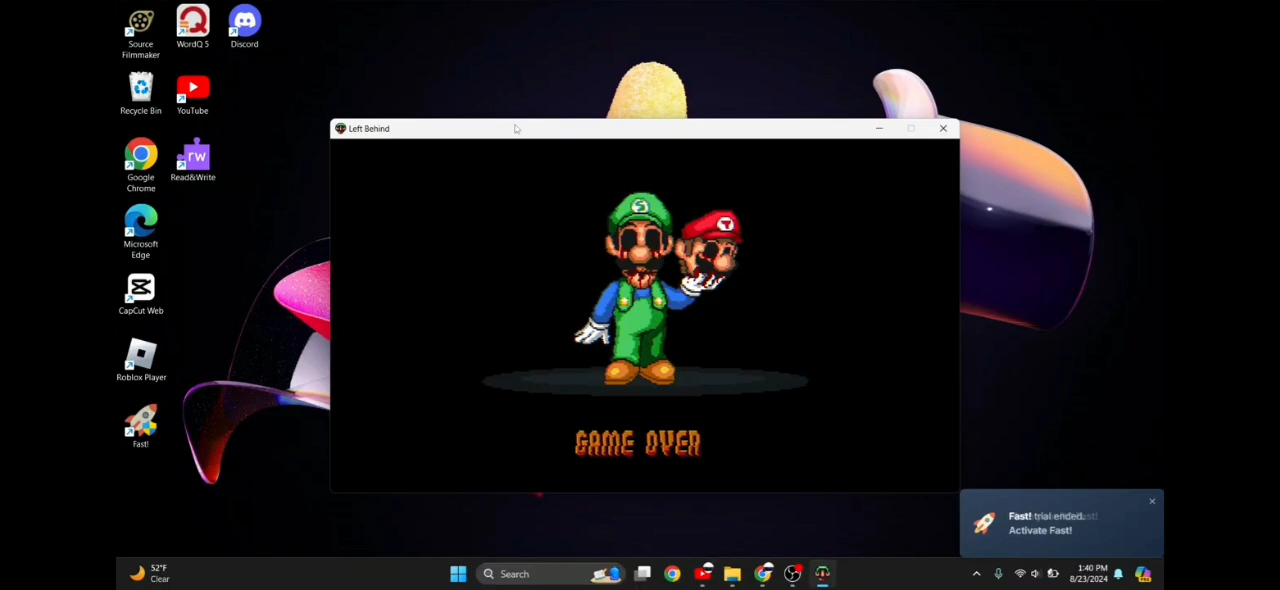 Source
Filmmaker
WordQ 5
Discord
Recycle Bin
YouTube
Google
Chrome
rw
Read&Write
Microsoft
Edge
CapCut Web
Roblox Player
Fast!
Left Behind
S
T
GAME OVER
Fast! trial ended.
Activate Fast!
52°F
Clear
Search
1:40 PM
8/23/2024